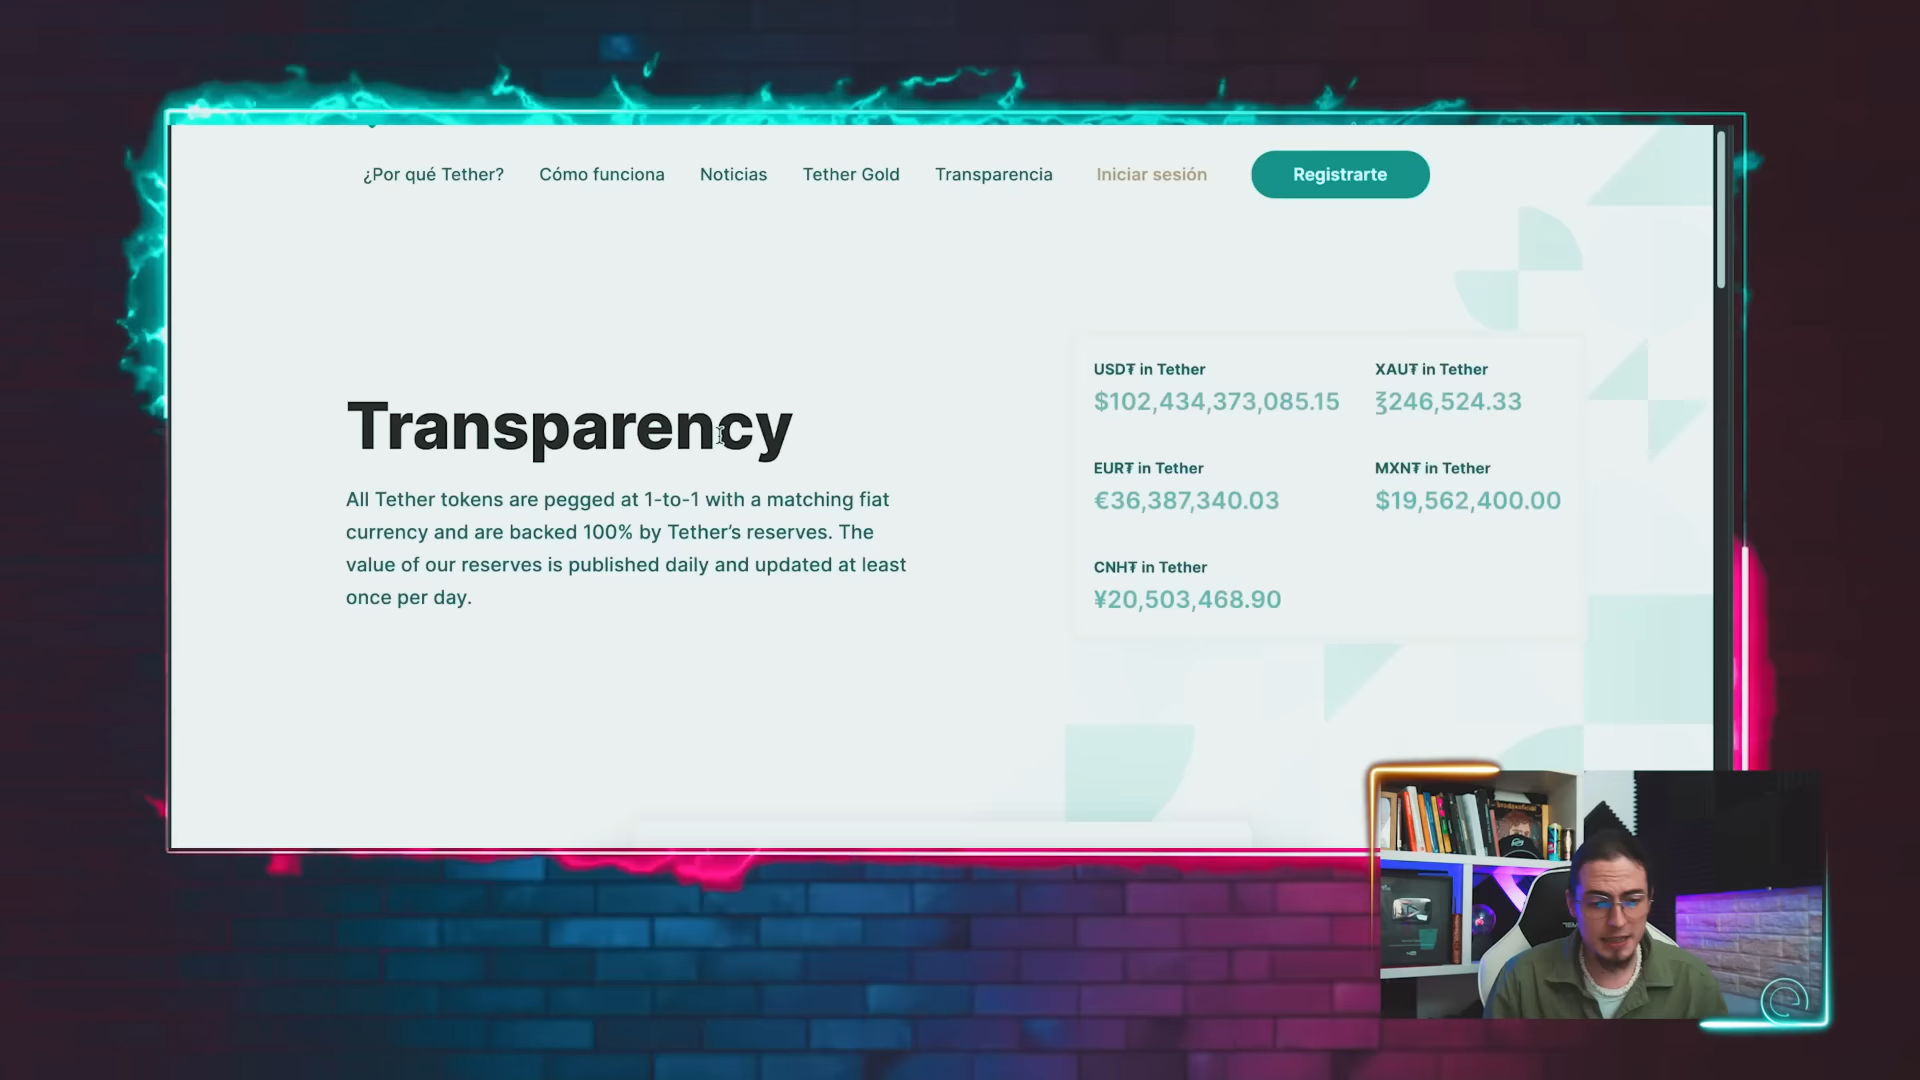 ¿Por qué Tether? Cómo funciona Noticias Tether Gold Transparencia Iniciar sesión Registrarte
Transparency
All Tether tokens are pegged at 1-to-1 with a matching fiat
currency and are backed 100% by Tether’s reserves. The
value of our reserves is published daily and updated at least
once per day.
USD₮ in Tether
$102,434,373,085.15
XAU₮ in Tether
ʒ246,524.33
EUR₮ in Tether
€36,387,340.03
MXN₮ in Tether
$19,562,400.00
CNH₮ in Tether
¥20,503,468.90